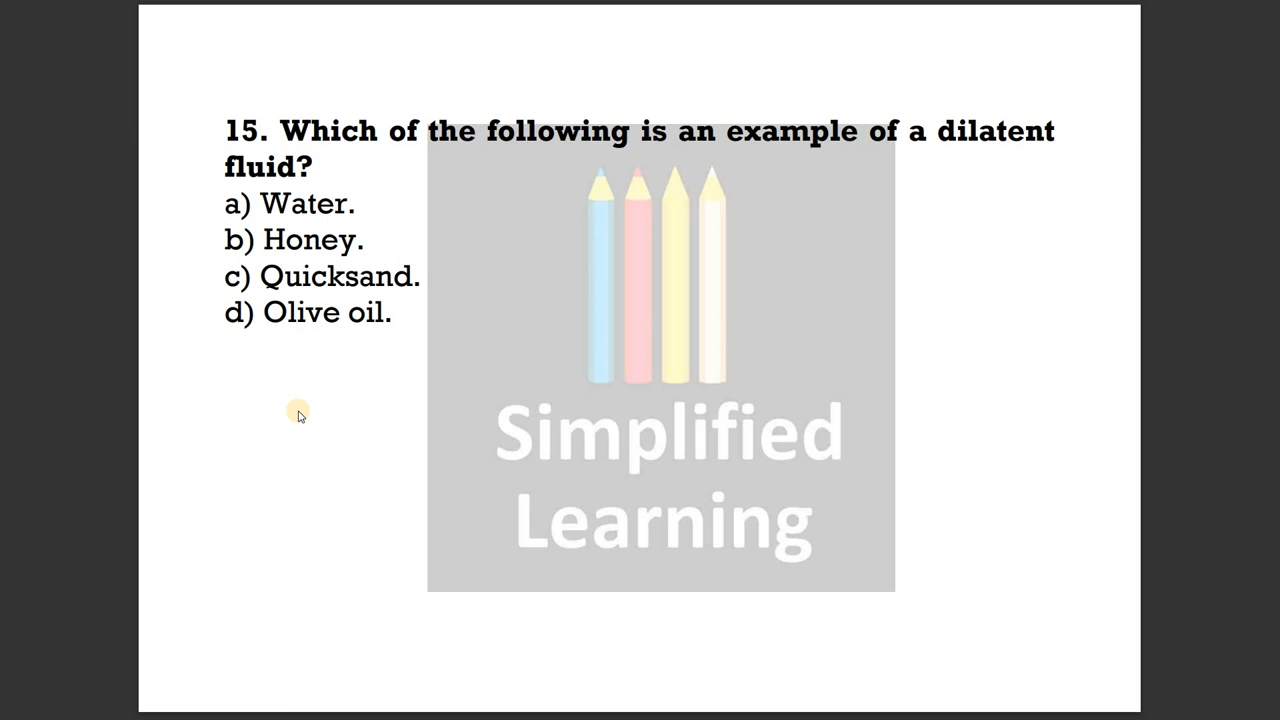 15. Which of the following is an example of a dilatent
fluid?
a) Water.
b) Honey.
c) Quicksand.
d) Olive oil.
Simplified
Learning